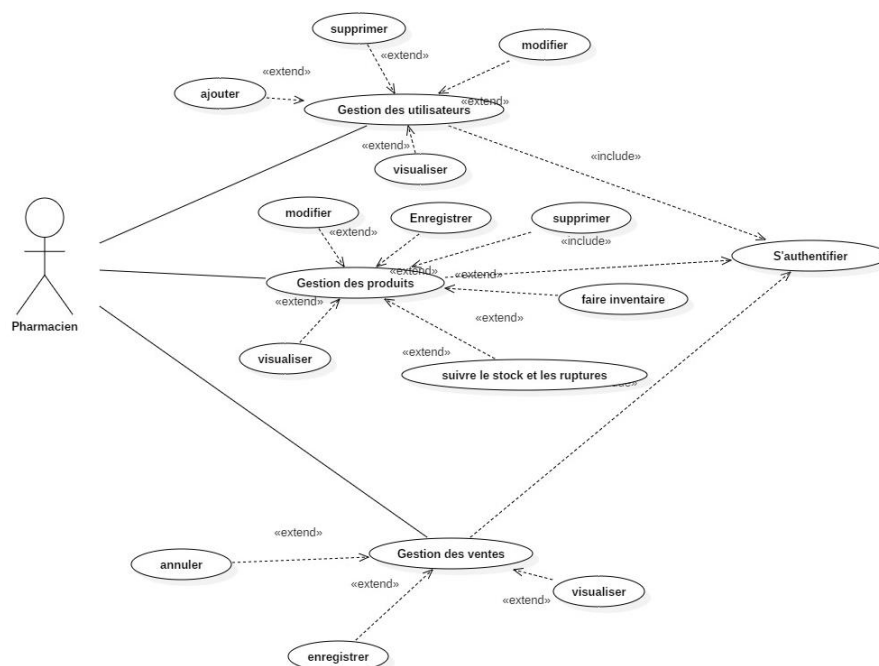 supprimer
«extend»
modifier
«extend»
«extend»
ajouter
Gestion des utilisateurs
«extend»
«extend»
visualiser
«include»
modifier
«extend»
Enregistrer
supprimer
«include»
S'authentifier
«extend»
«extend»
Gestion des produits
«extend»
faire inventaire
«extend»
Pharmacien
visualiser
«extend»
suivre le stock et les ruptures
«extend»
Gestion des ventes
annuler
«extend»
visualiser
«extend»
enregistrer